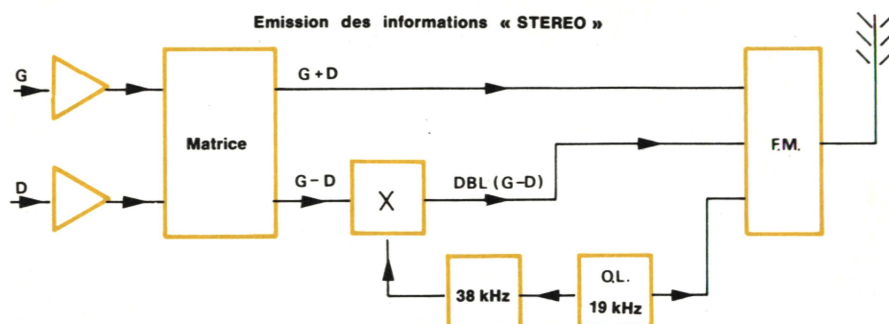 Emission des informations « STEREO »
G
G+D
Matrice
F.M.
D
G-D
X
DBL (G-D)
38 kHz
O.L.
19 kHz